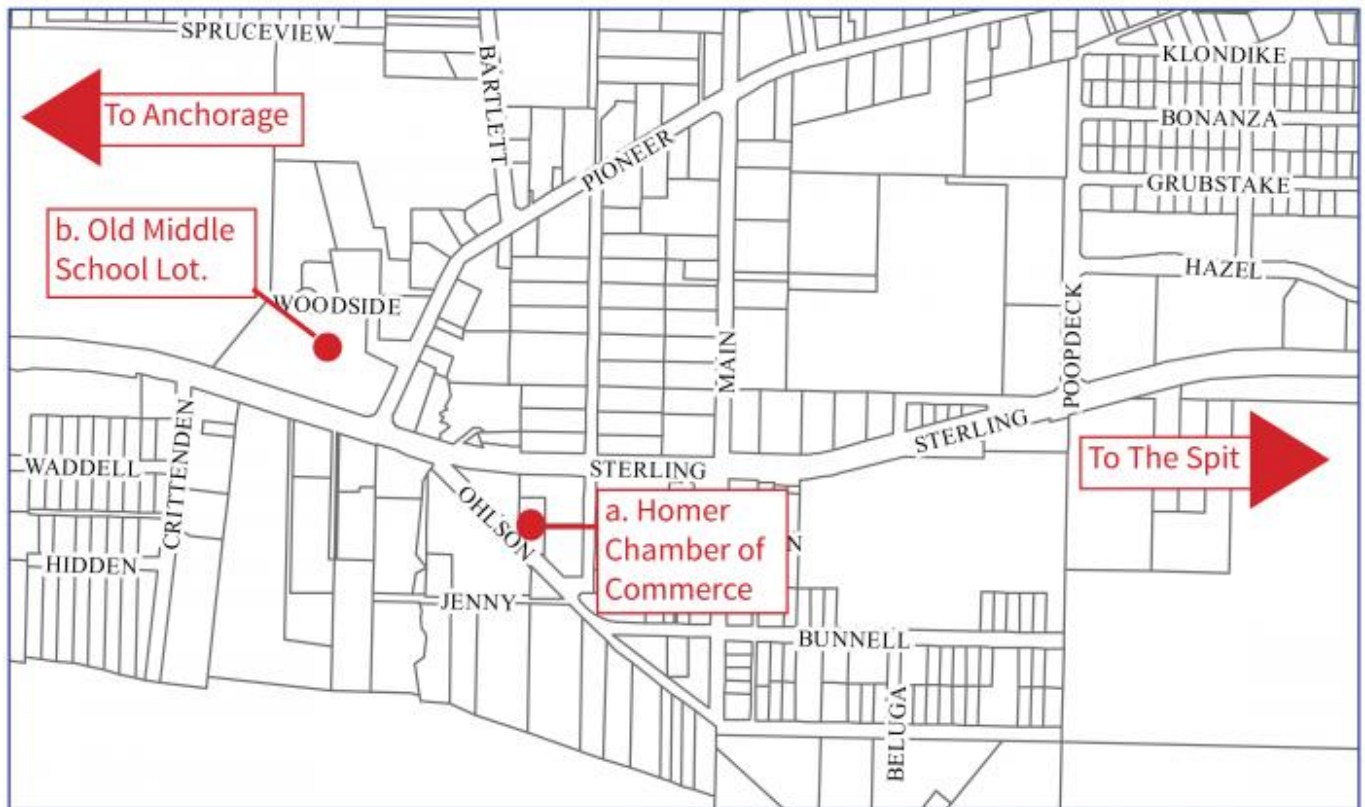 SPRUCEVIEW
BARTLETT
KLONDIKE
To Anchorage
BONANZA
PIONEER
GRUBSTAKE
b. Old Middle
School Lot.
HAZEL
WOODSIDE
POOPDECK
MAIN
CRITTENDEN
STERLING
WADDELL
STERLING
To The Spit
OHLSON
a. Homer
Chamber of
Commerce
N
HIDDEN
JENNY
BUNNELL
BELUGA